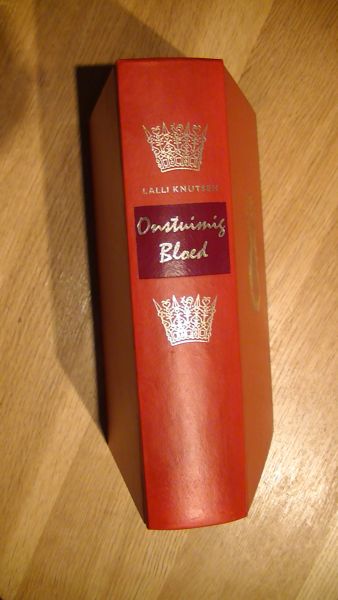 LALLI KNUTSEN
Onstuimig
Bloed